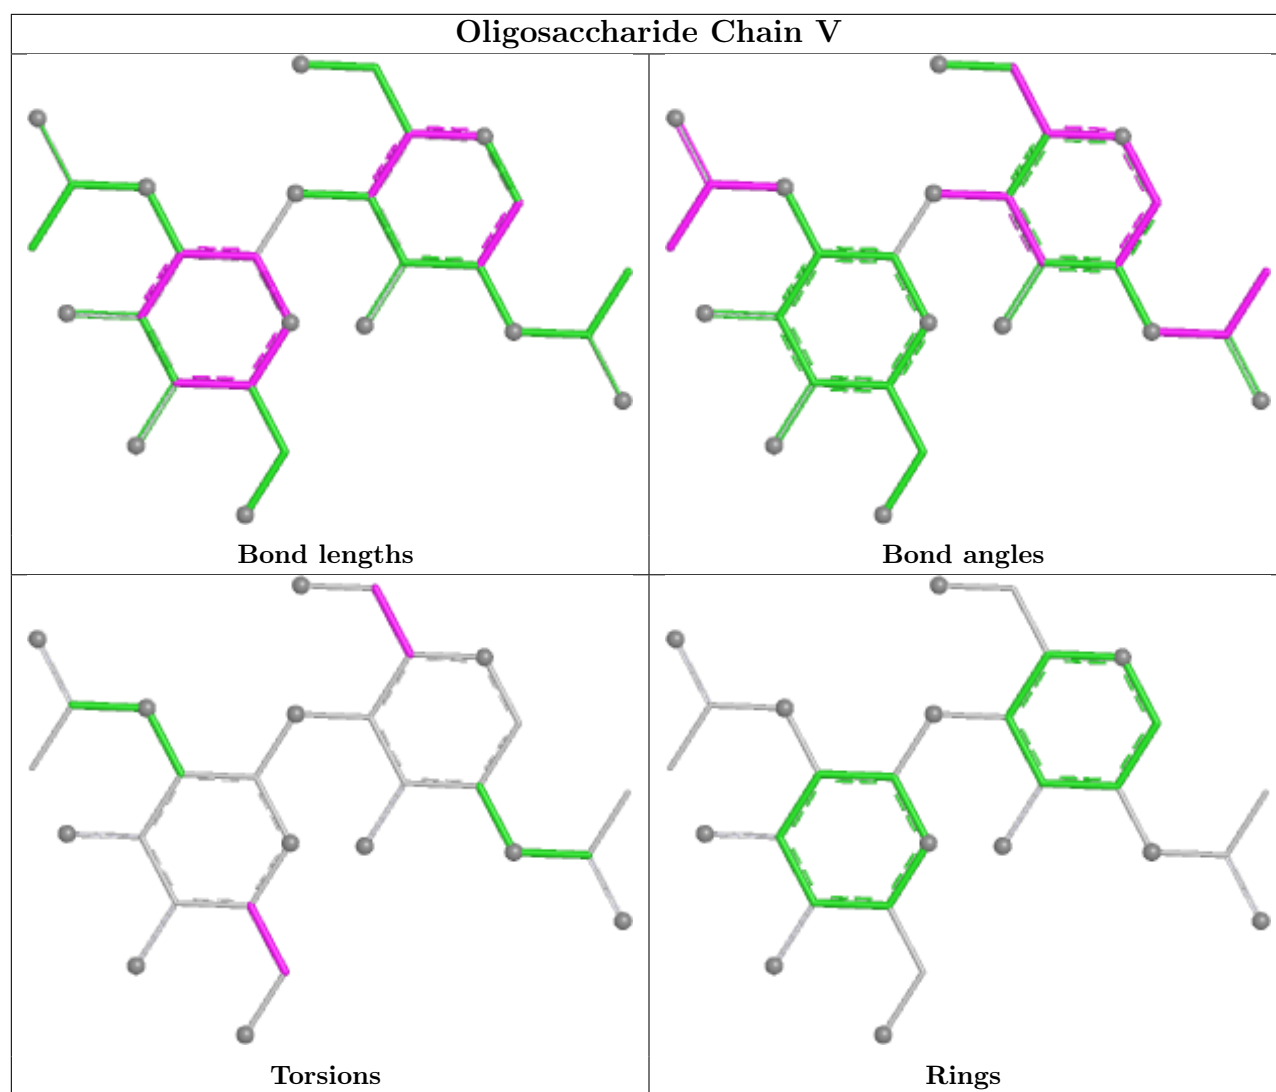 Oligosaccharide Chain V
Bond lengths
Bond angles
Torsions
Rings